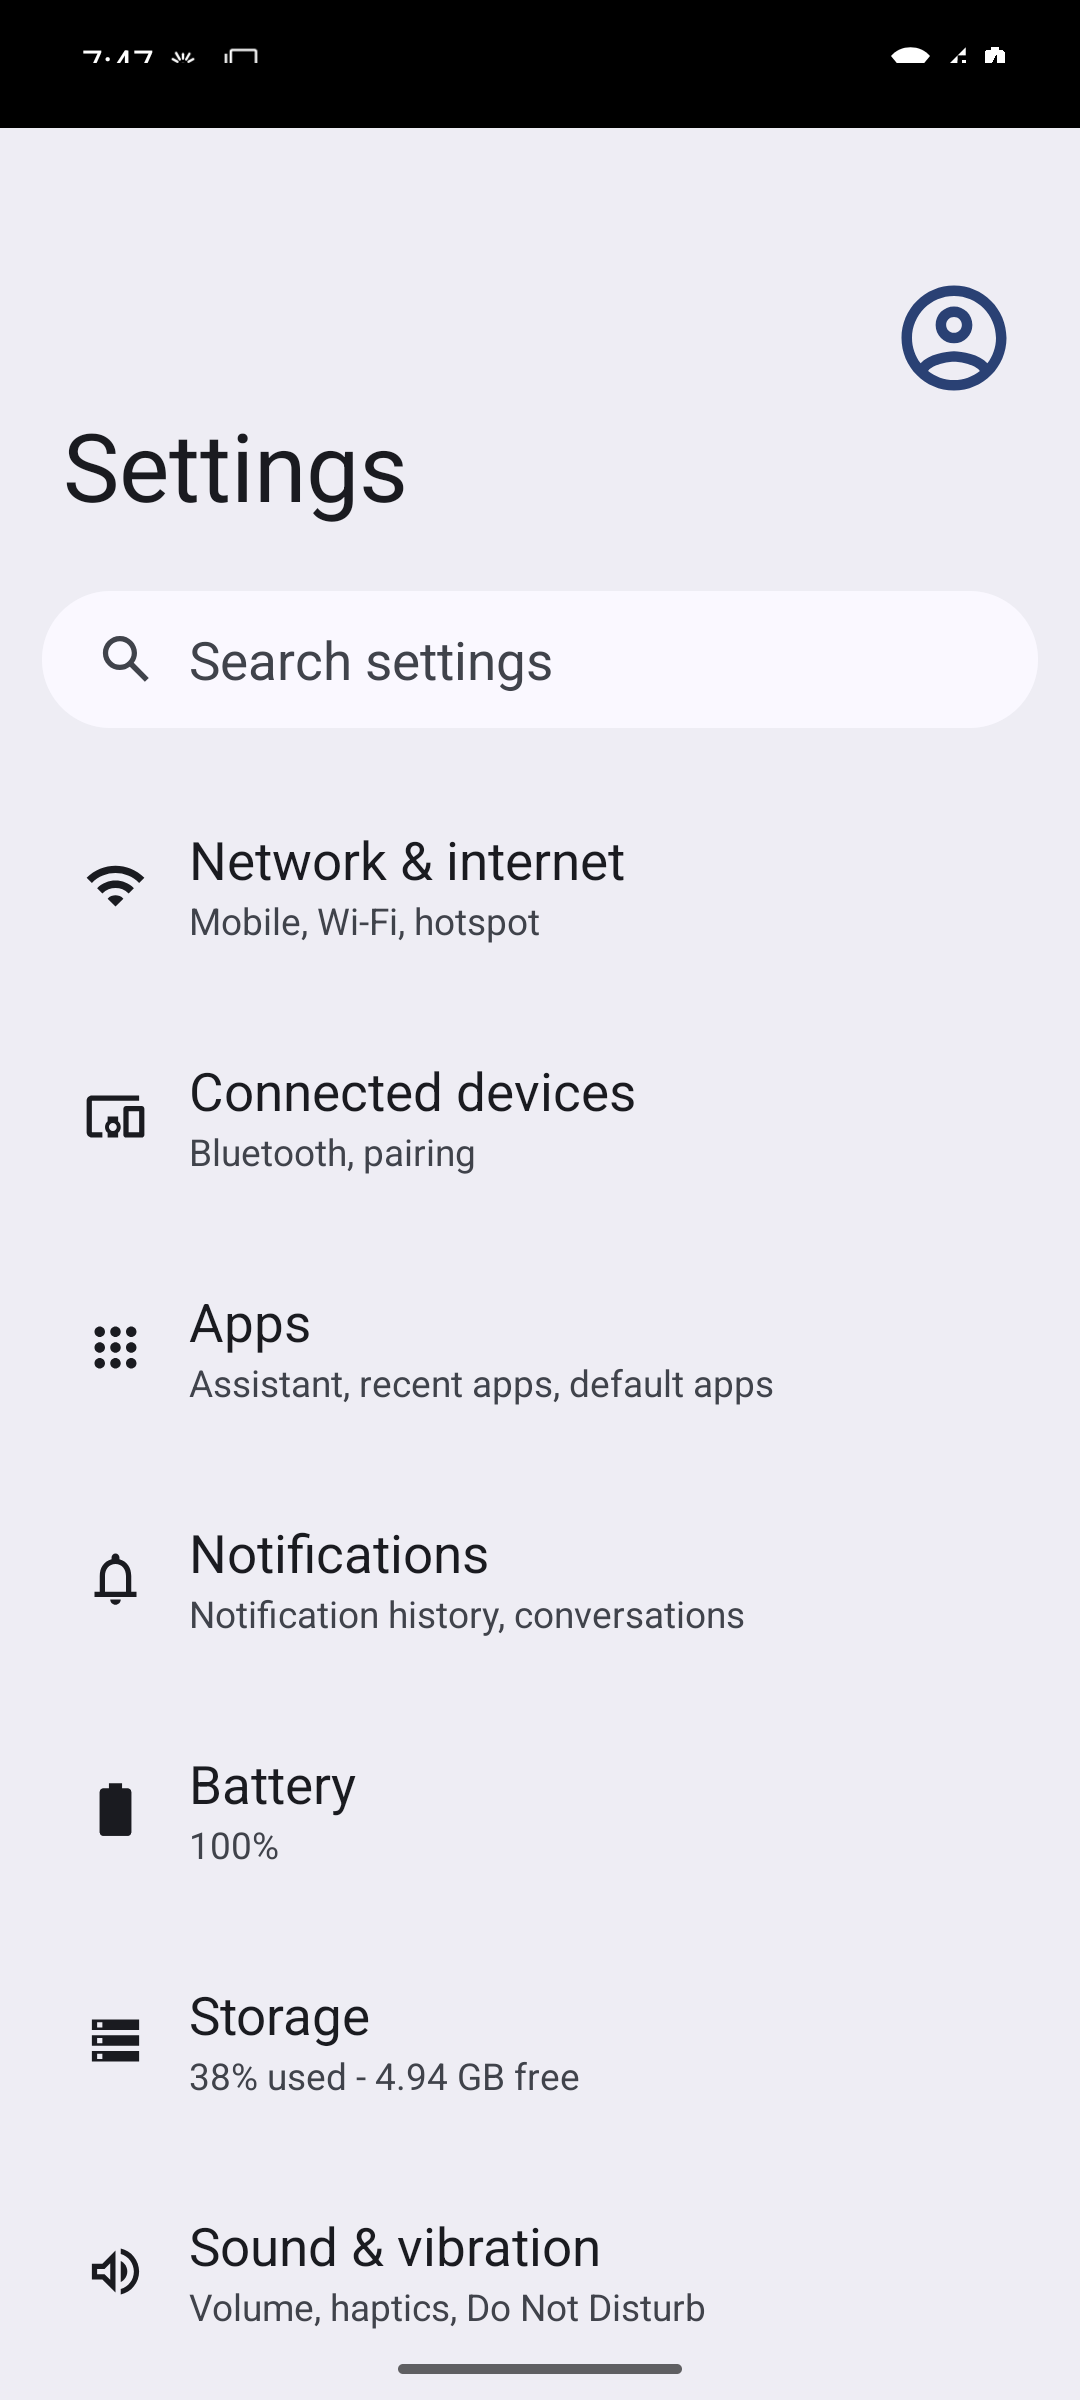 7:47
Settings
Search settings
Network & internet
Mobile, Wi-Fi, hotspot
Connected devices
Bluetooth, pairing
Apps
Assistant, recent apps, default apps
Notifications
Notification history, conversations
Battery
100%
Storage
38% used - 4.94 GB free
Sound & vibration
Volume, haptics, Do Not Disturb